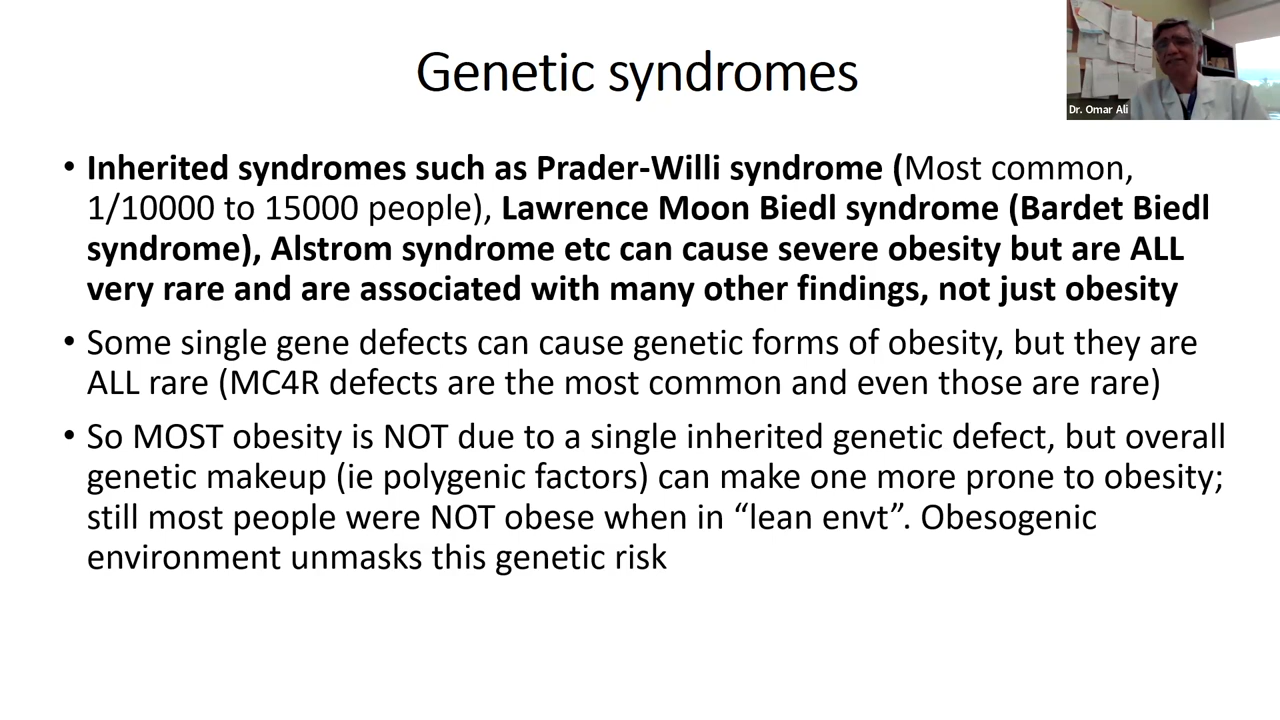 Genetic syndromes
Dr. Omar Ali
• Inherited syndromes such as Prader-Willi syndrome (Most common,
1/10000 to 15000 people), Lawrence Moon Biedl syndrome (Bardet Biedl
syndrome), Alstrom syndrome etc can cause severe obesity but are ALL
very rare and are associated with many other findings, not just obesity
• Some single gene defects can cause genetic forms of obesity, but they are
ALL rare (MC4R defects are the most common and even those are rare)
• So MOST obesity is NOT due to a single inherited genetic defect, but overall
genetic makeup (ie polygenic factors) can make one more prone to obesity;
still most people were NOT obese when in “lean envt”. Obesogenic
environment unmasks this genetic risk